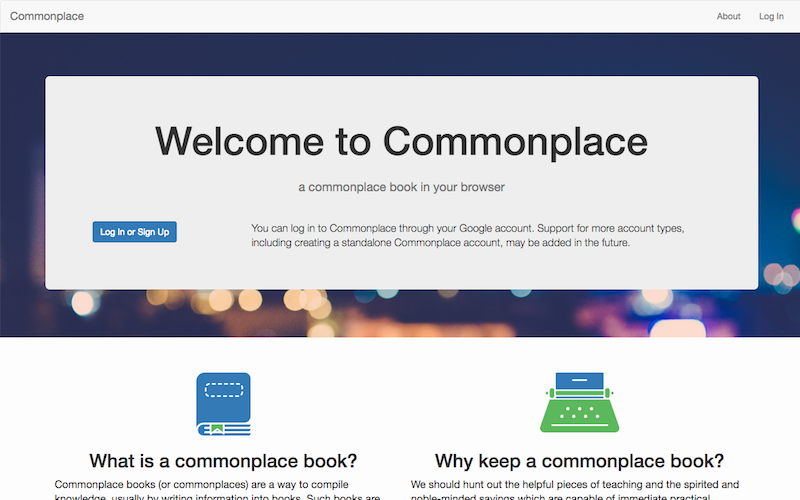 Commonplace
About
Log In
Welcome to Commonplace
a commonplace book in your browser
Log In or Sign Up
You can log in to Commonplace through your Google account. Support for more account types,
including creating a standalone Commonplace account, may be added in the future.
What is a commonplace book?
Commonplace books (or commonplaces) are a way to compile
knowledge, usually by writing information into books. Such books are
Why keep a commonplace book?
We should hunt out the helpful pieces of teaching and the spirited and
noble-minded sayings which are capable of immediate practical